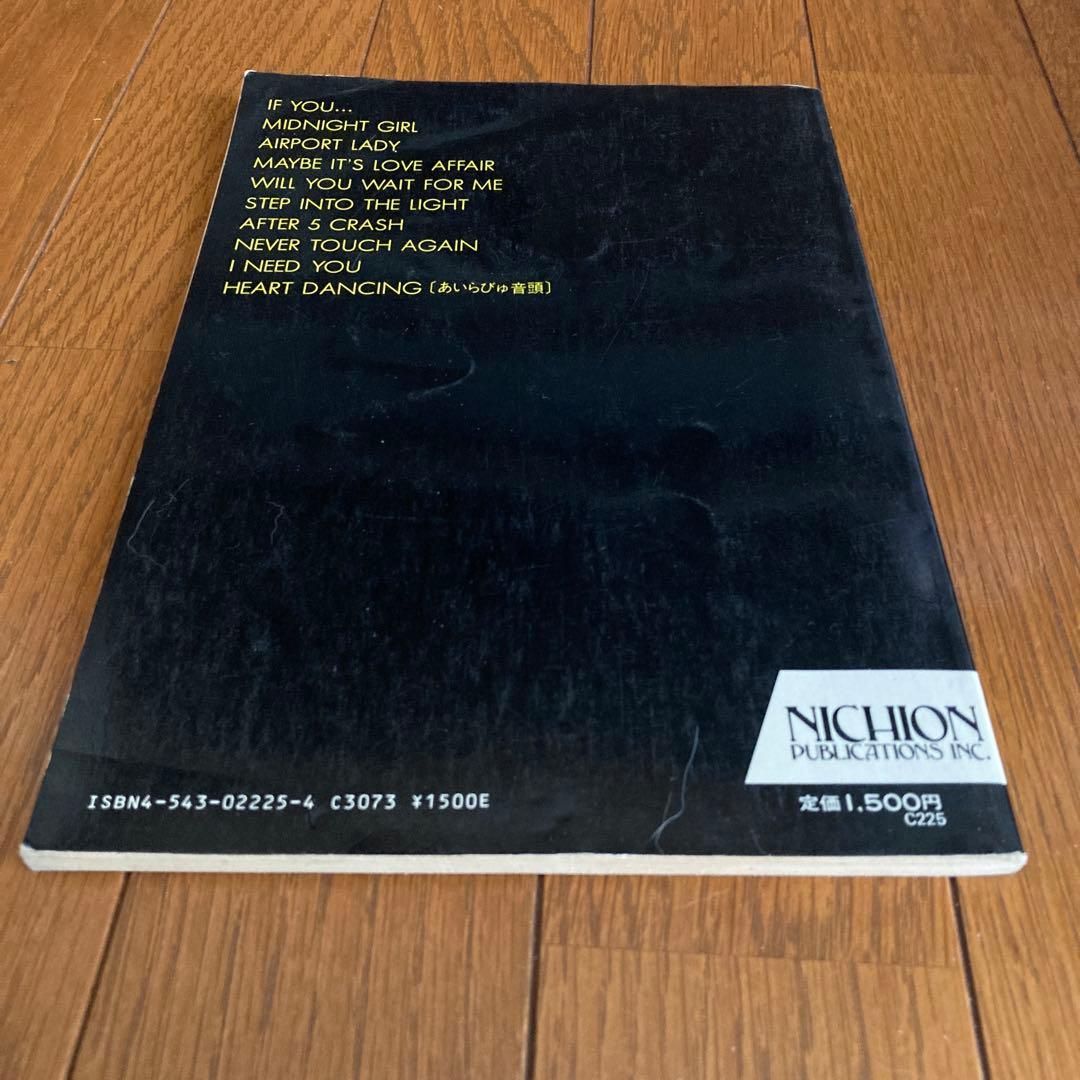 IF YOU...
MIDNIGHT GIRL
AIRPORT LADY
MAYBE IT'S LOVE AFFAIR
WILL YOU WAIT FOR ME
STEP INTO THE LIGHT
AFTER 5 CRASH
NEVER TOUCH AGAIN
I NEED YOU
HEART DANCING〔あいらびゅ音頭〕
NICHION
PUBLICATIONS INC.
ISBN4-543-02225-4 C3073 ¥1500E
定価1,500円
C225